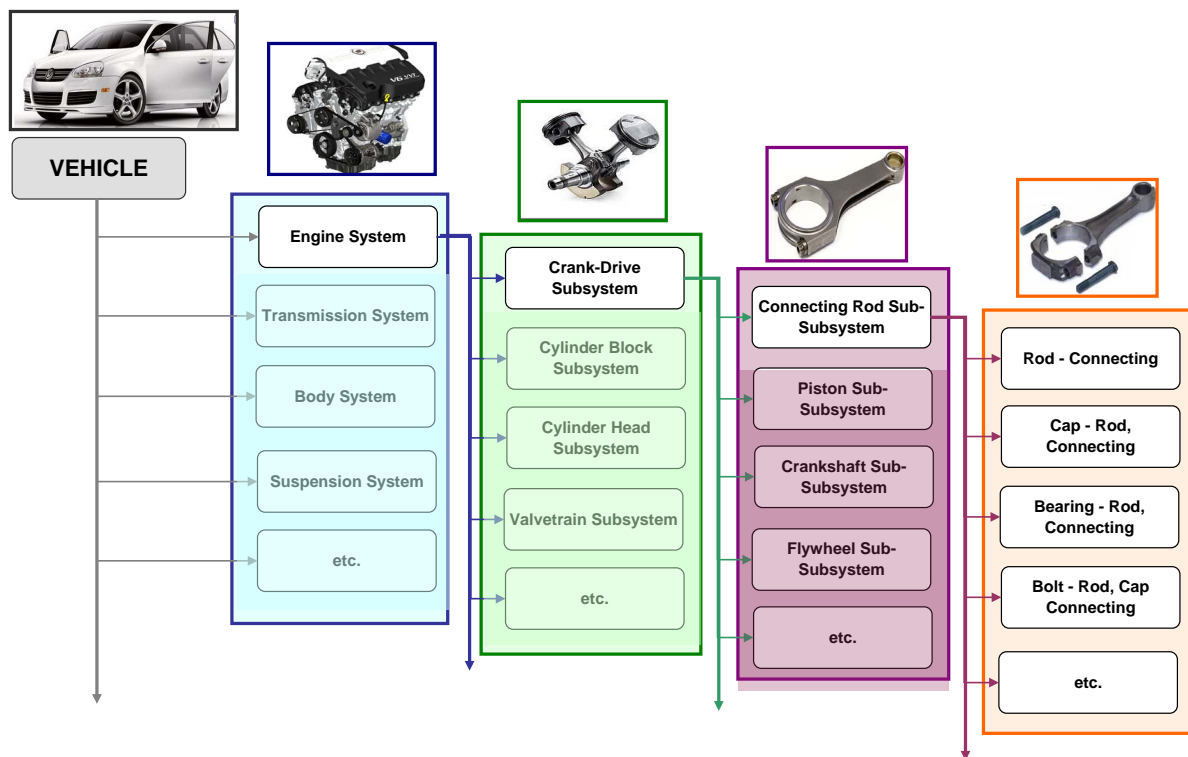 V6 VVT
VEHICLE
Engine System
Transmission System
Body System
Suspension System
etc.
Crank-Drive
Subsystem
Cylinder Block
Subsystem
Cylinder Head
Subsystem
Valvetrain Subsystem
etc.
Connecting Rod Sub-
Subsystem
Piston Sub-
Subsystem
Crankshaft Sub-
Subsystem
Flywheel Sub-
Subsystem
etc.
Rod - Connecting
Cap - Rod,
Connecting
Bearing - Rod,
Connecting
Bolt - Rod, Cap
Connecting
etc.